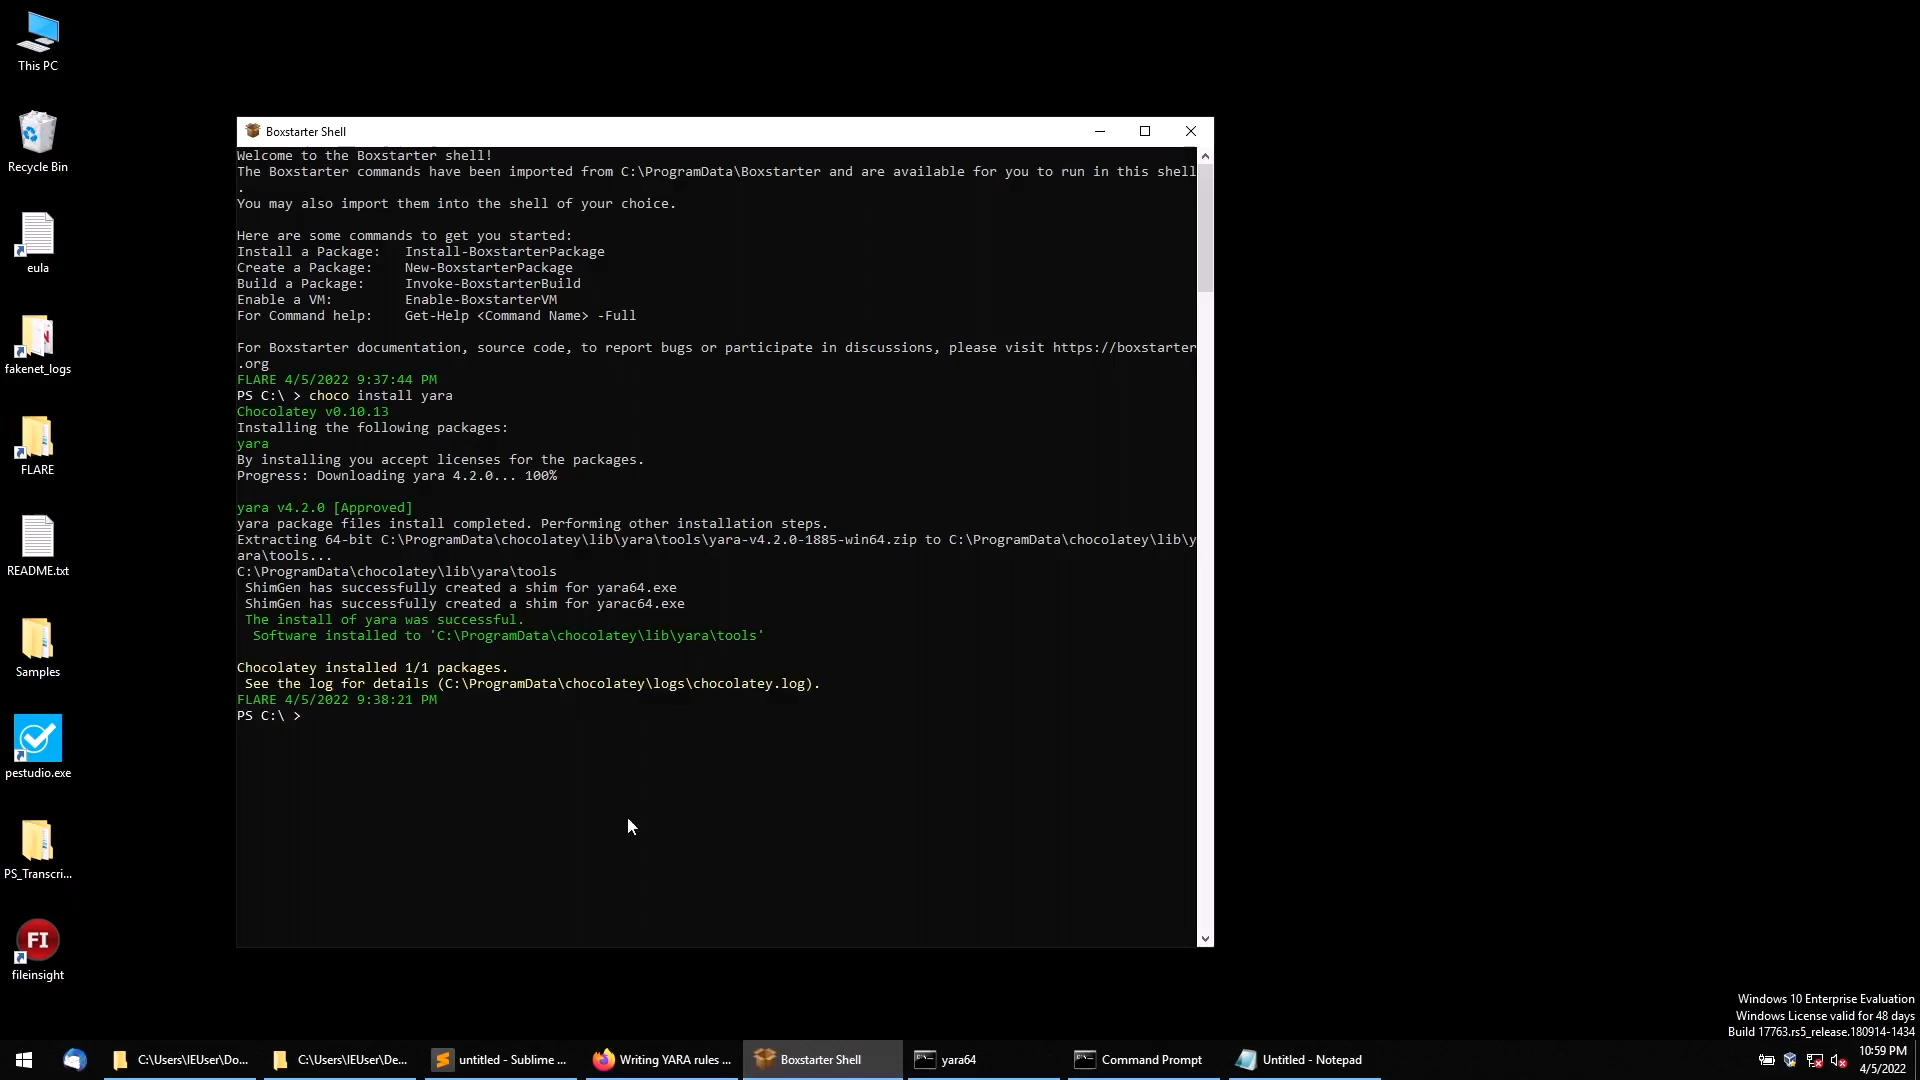 This PC
Recycle Bin
eula
fakenet_logs
FLARE
README.txt
Samples
pestudio.exe
PS_Transcri...
FI
fileinsight
Boxstarter Shell
Welcome to the Boxstarter shell!
The Boxstarter commands have been imported from C:\ProgramData\Boxstarter and are available for you to run in this shell
.
You may also import them into the shell of your choice.
Here are some commands to get you started:
Install a Package:   Install-BoxstarterPackage
Create a Package:    New-BoxstarterPackage
Build a Package:     Invoke-BoxstarterBuild
Enable a VM:         Enable-BoxstarterVM
For Command help:    Get-Help <Command Name> -Full
For Boxstarter documentation, source code, to report bugs or participate in discussions, please visit https://boxstarter
.org
FLARE 4/5/2022 9:37:44 PM
PS C:\ > choco install yara
Chocolatey v0.10.13
Installing the following packages:
yara
By installing you accept licenses for the packages.
Progress: Downloading yara 4.2.0... 100%
yara v4.2.0 [Approved]
yara package files install completed. Performing other installation steps.
Extracting 64-bit C:\ProgramData\chocolatey\lib\yara\tools\yara-v4.2.0-1885-win64.zip to C:\ProgramData\chocolatey\lib\y
ara\tools...
C:\ProgramData\chocolatey\lib\yara\tools
ShimGen has successfully created a shim for yara64.exe
ShimGen has successfully created a shim for yarac64.exe
The install of yara was successful.
Software installed to 'C:\ProgramData\chocolatey\lib\yara\tools'
Chocolatey installed 1/1 packages.
See the log for details (C:\ProgramData\chocolatey\logs\chocolatey.log).
FLARE 4/5/2022 9:38:21 PM
PS C:\ >
Windows 10 Enterprise Evaluation
Windows License valid for 48 days
Build 17763.rs5_release.180914-1434
C:\Users\IEUser\Do...
C:\Users\IEUser\De...
untitled - Sublime ...
Writing YARA rules ...
Boxstarter Shell
yara64
Command Prompt
Untitled - Notepad
10:59 PM
4/5/2022